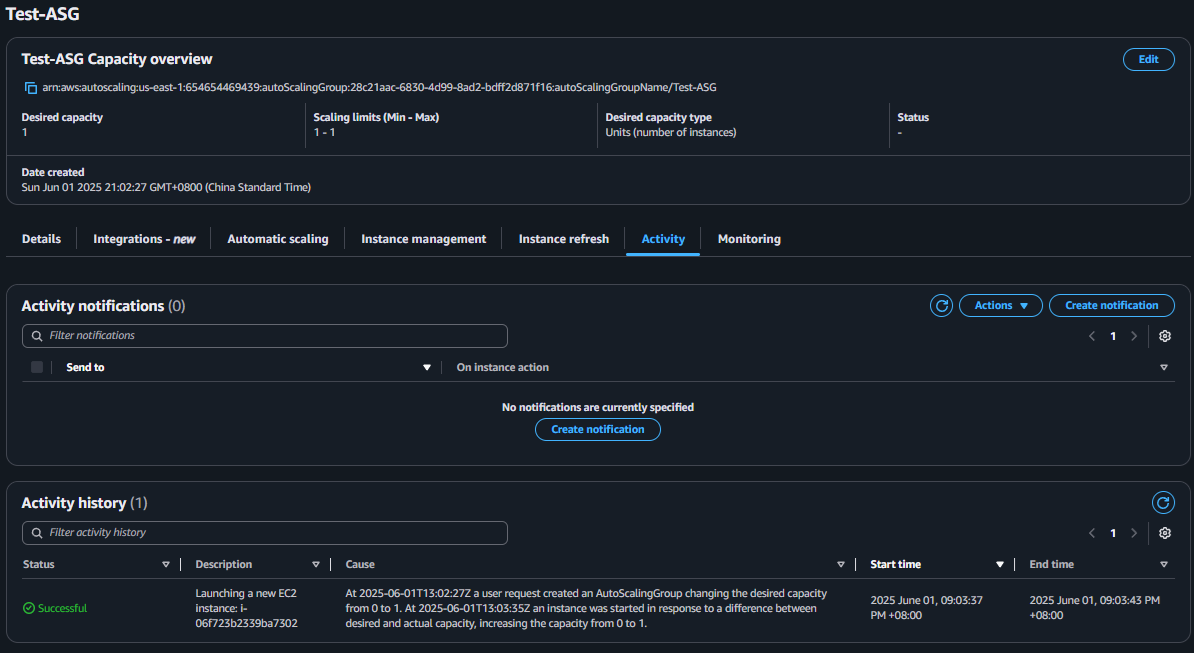 Test-ASG
Test-ASG Capacity overview
Edit
arn:aws:autoscaling:us-east-1:654654469439:autoScalingGroup:28c21aac-6830-4d99-8ad2-bdff2d871f16:autoScalingGroupName/Test-ASG
Desired capacity
1
Scaling limits (Min - Max)
1 - 1
Desired capacity type
Units (number of instances)
Status
-
Date created
Sun Jun 01 2025 21:02:27 GMT+0800 (China Standard Time)
Details
Integrations - new
Automatic scaling
Instance management
Instance refresh
Activity
Monitoring
Activity notifications (0)
Actions
Create notification
Filter notifications
1
Send to
On instance action
No notifications are currently specified
Create notification
Activity history (1)
Filter activity history
1
Status
Description
Cause
Start time
End time
Successful
Launching a new EC2
instance: i-
06f723b2339ba7302
At 2025-06-01T13:02:27Z a user request created an AutoScalingGroup changing the desired capacity
from 0 to 1. At 2025-06-01T13:03:35Z an instance was started in response to a difference between
desired and actual capacity, increasing the capacity from 0 to 1.
2025 June 01, 09:03:37
PM +08:00
2025 June 01, 09:03:43 PM
+08:00